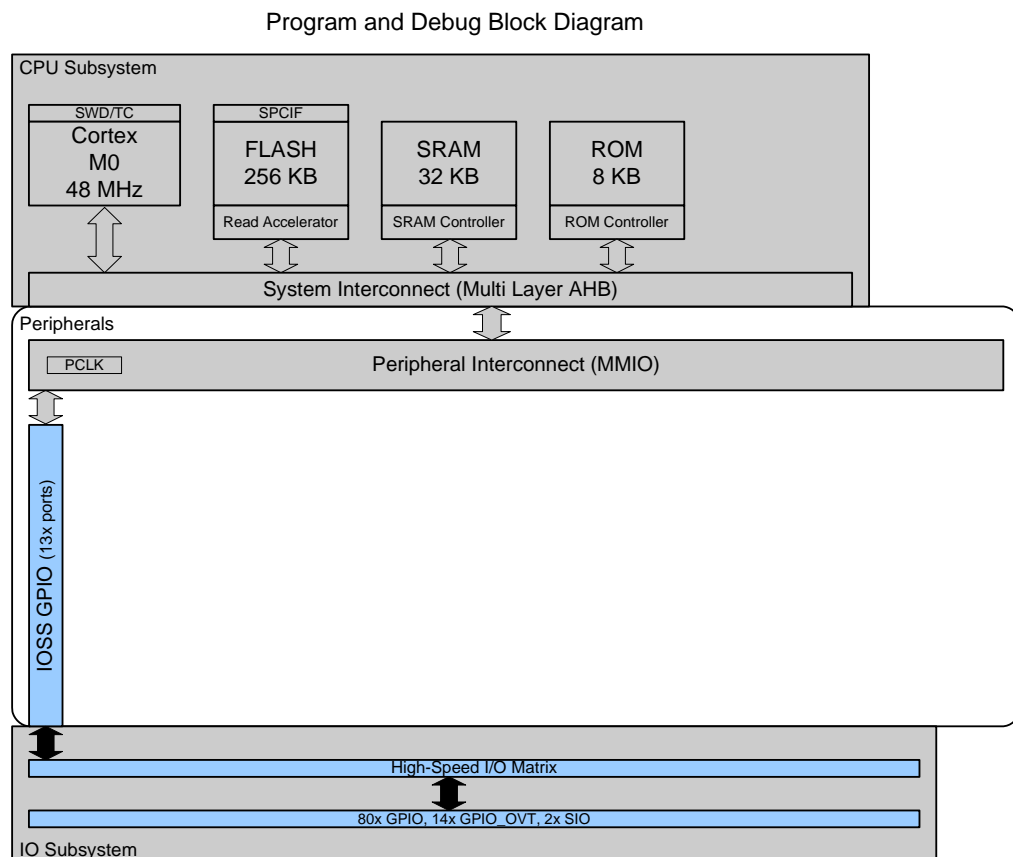 Program and Debug Block Diagram
CPU Subsystem
SWD/TC
Cortex
M0
48 MHz
SPCIF
FLASH
256 KB
Read Accelerator
SRAM
32 KB
SRAM Controller
ROM
8 KB
ROM Controller
System Interconnect (Multi Layer AHB)
Peripherals
PCLK
Peripheral Interconnect (MMIO)
IOSS GPIO (13x ports)
High-Speed I/O Matrix
80x GPIO, 14x GPIO_OVT, 2x SIO
IO Subsystem